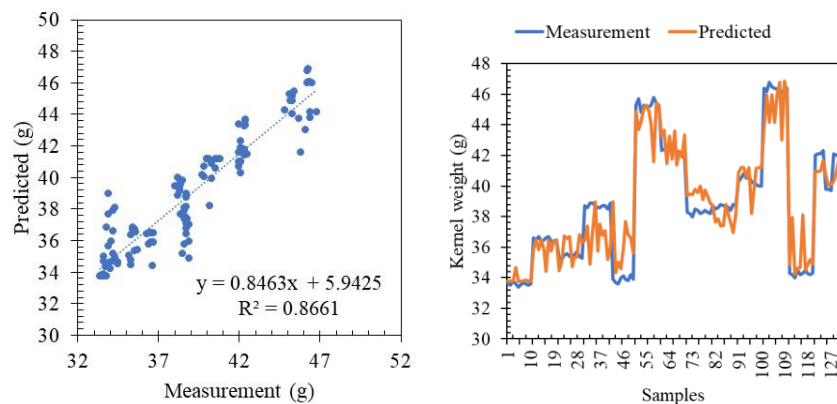 50
48
46
44
42
40
38
36
34
32
30
Predicted (g)
y = 0.8463x + 5.9425
R² = 0.8661
32 37 42 47 52
Measurement (g)
Measurement Predicted
48
46
44
42
40
38
36
34
32
30
Kernel weight (g)
1 10 19 28 37 46 55 64 73 82 91 100 109 118 127
Samples